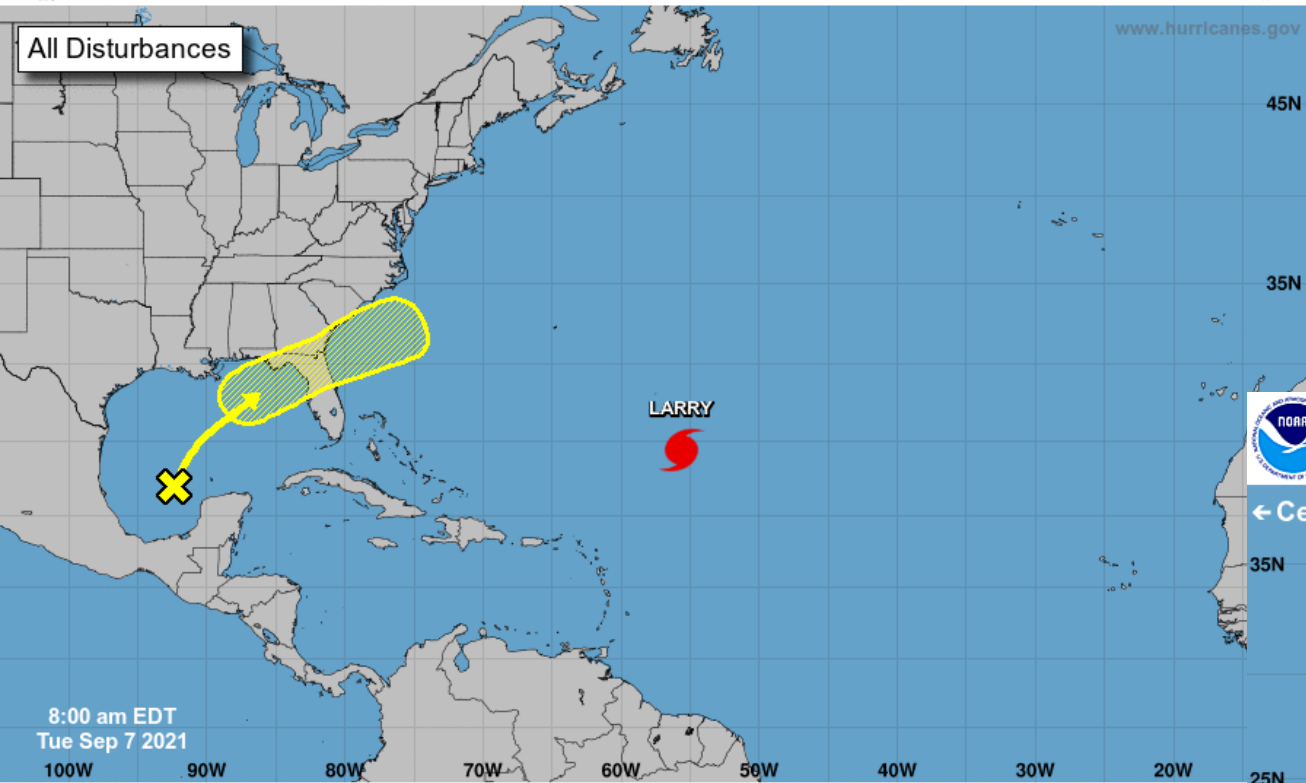 All Disturbances
www.hurricanes.gov
45N
35N
LARRY
NOAA
← Ce
35N
8:00 am EDT
Tue Sep 7 2021
100W 90W 80W 70W 60W 50W 40W 30W 20W
25N